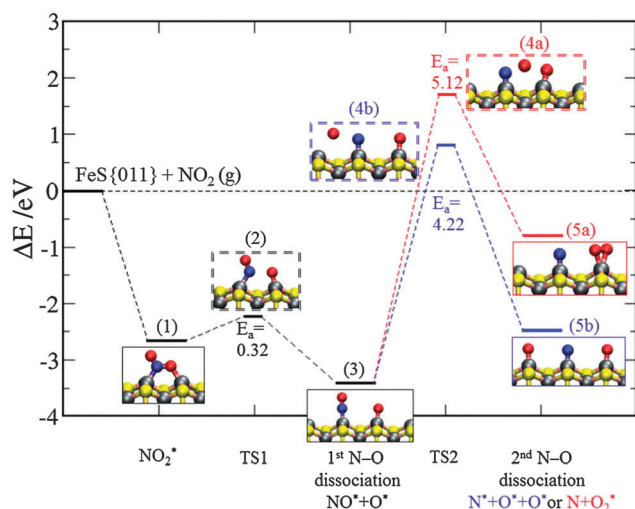 3
2
1
0
-1
-2
-3
-4
ΔE /eV
FeS{011} + NO₂ (g)
(1)
(2)
Eₐ=
0.32
(3)
(4b)
Eₐ=
5.12
(4a)
Eₐ=
4.22
(5a)
(5b)
NO₂*
TS1
1ˢᵗ N–O
dissociation
NO*+O*
TS2
2ⁿᵈ N–O
dissociation
N*+O*+O*or N+O₂*